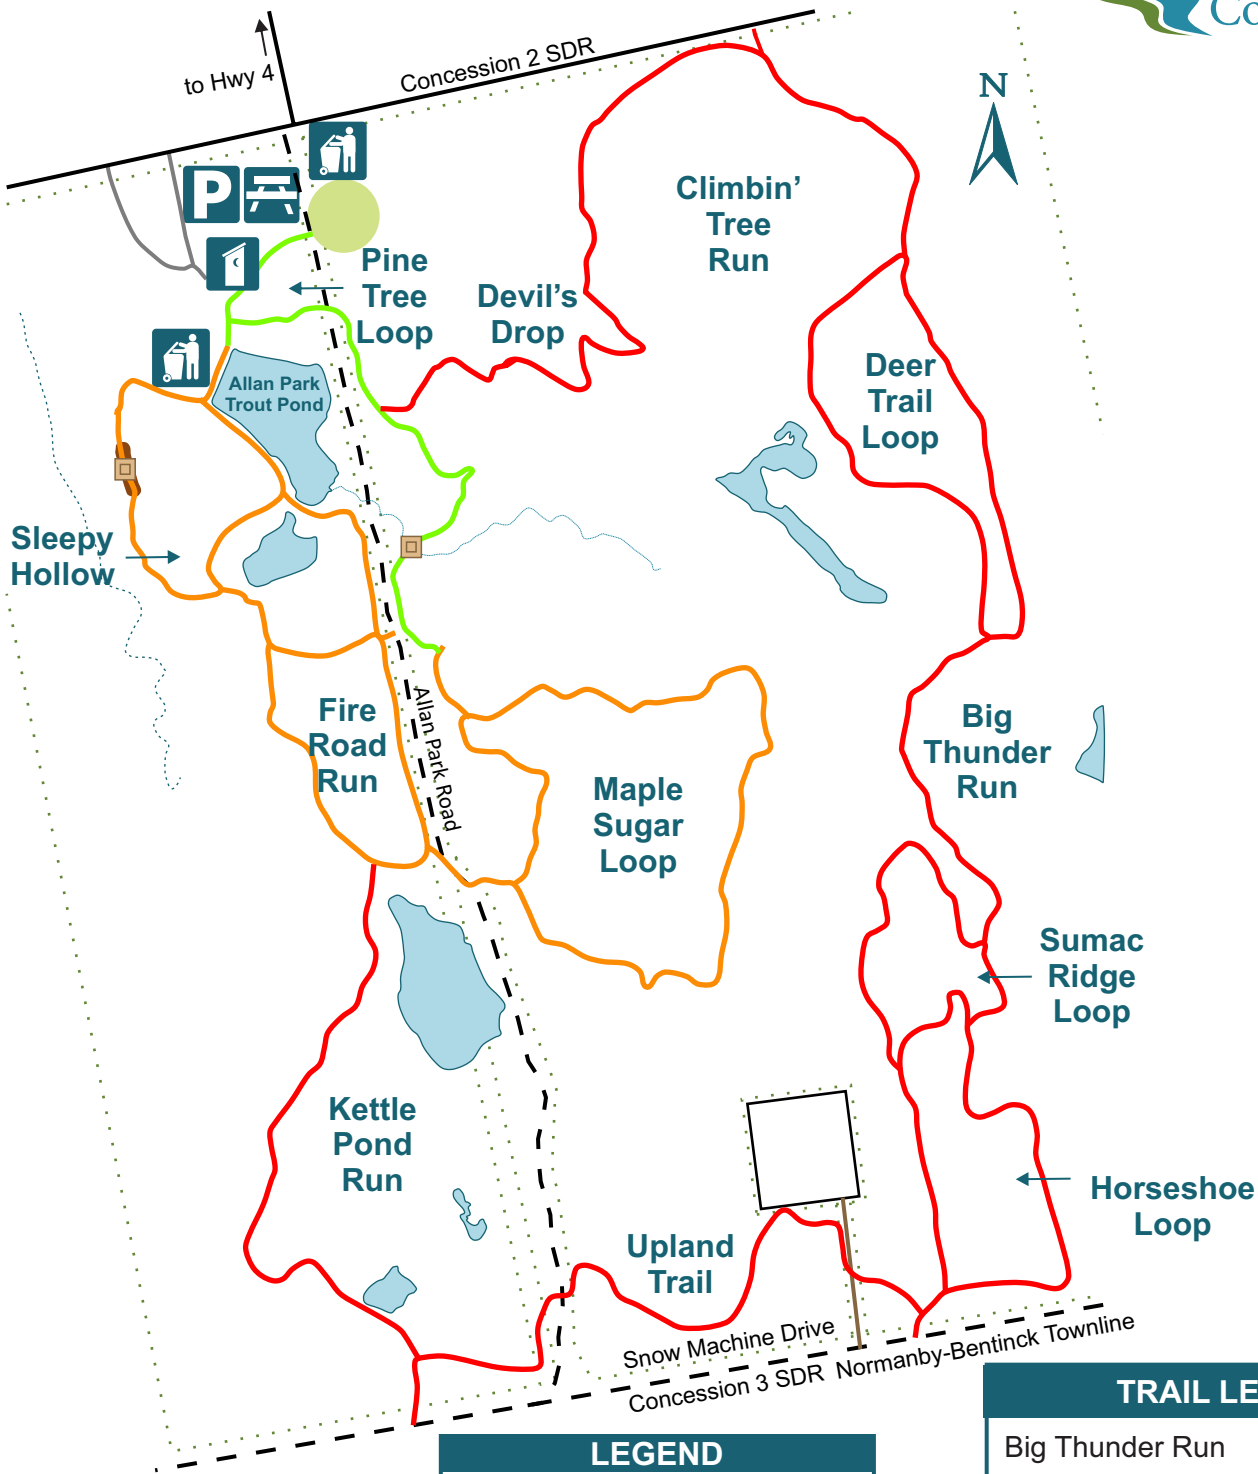 Co
to Hwy 4
Concession 2 SDR
N
P
Climbin’
Tree
Run
Pine
Tree
Loop
Devil’s
Drop
Allan Park
Trout Pond
Deer
Trail
Loop
Sleepy
Hollow
Fire
Road
Run
Allan Park Road
Big
Thunder
Run
Maple
Sugar
Loop
Sumac
Ridge
Loop
Kettle
Pond
Run
Horseshoe
Loop
Upland
Trail
Snow Machine Drive
Concession 3 SDR Normanby-Bentinck Townline
TRAIL LE
LEGEND
Big Thunder Run